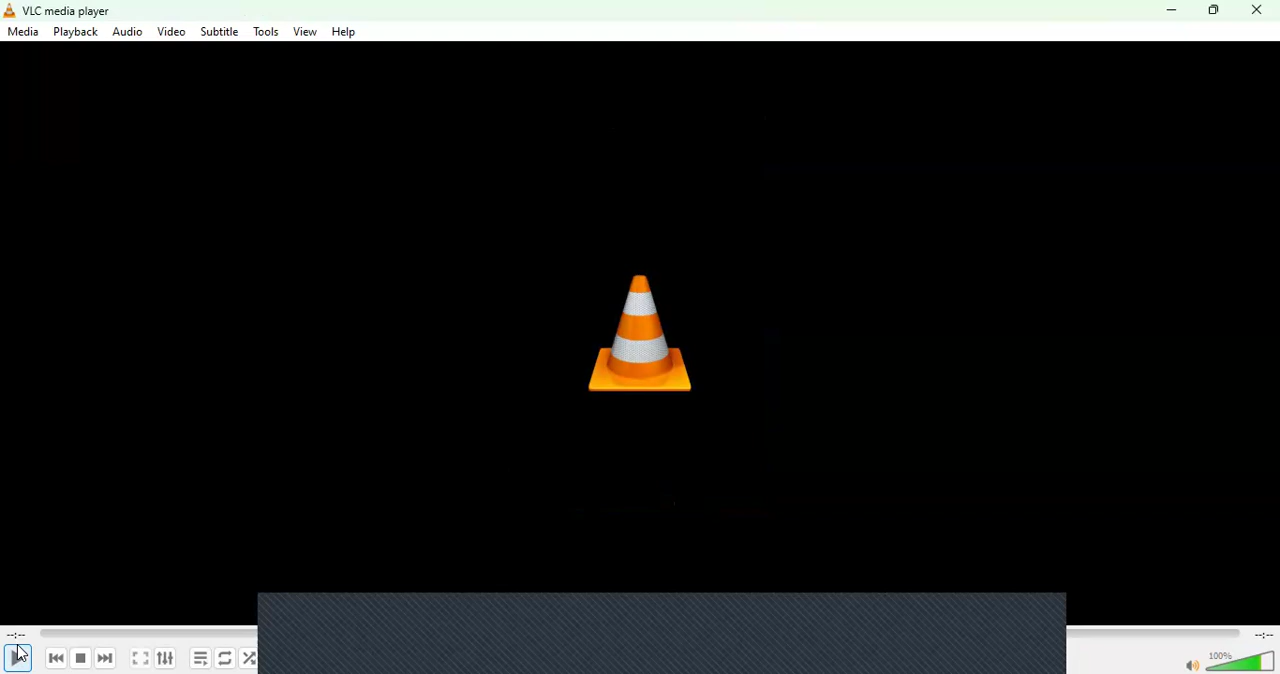 VLC media player
Media Playback Audio Video Subtitle Tools View Help
--:-- --:--
100%